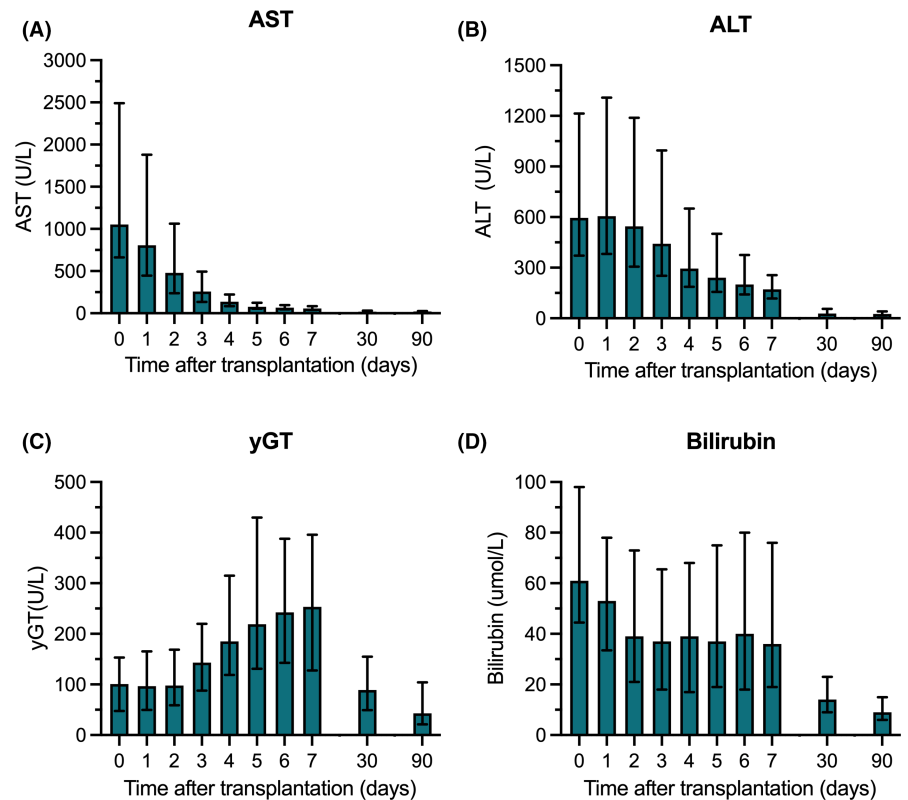 (A)
AST
3000
2500
2000
1500
1000
500
0
AST (U/L)
0 1 2 3 4 5 6 7 30 90
Time after transplantation (days)
(B)
ALT
1500
1200
900
600
300
0
ALT (U/L)
0 1 2 3 4 5 6 7 30 90
Time after transplantation (days)
(C)
yGT
500
400
300
200
100
0
yGT(U/L)
0 1 2 3 4 5 6 7 30 90
Time after transplantation (days)
(D)
Bilirubin
100
80
60
40
20
0
Bilirubin (umol/L)
0 1 2 3 4 5 6 7 30 90
Time after transplantation (days)